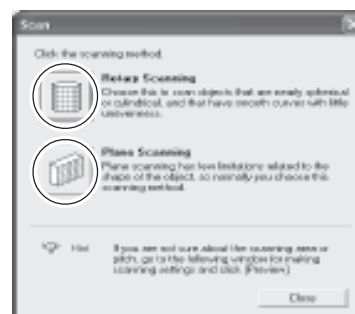 Scan
Click the scanning method.
Rotary Scanning
Choose this to scan objects that are nearly spherical
or cylindrical, and that have smooth curves with little
unevenness.
Plane Scanning
Plane scanning has few limitations related to the
shape of the object, so normally you choose this
scanning method.
Hint
If you are not sure about the scanning area or
pitch, go to the following window for making
scanning settings and click [Preview].
Close